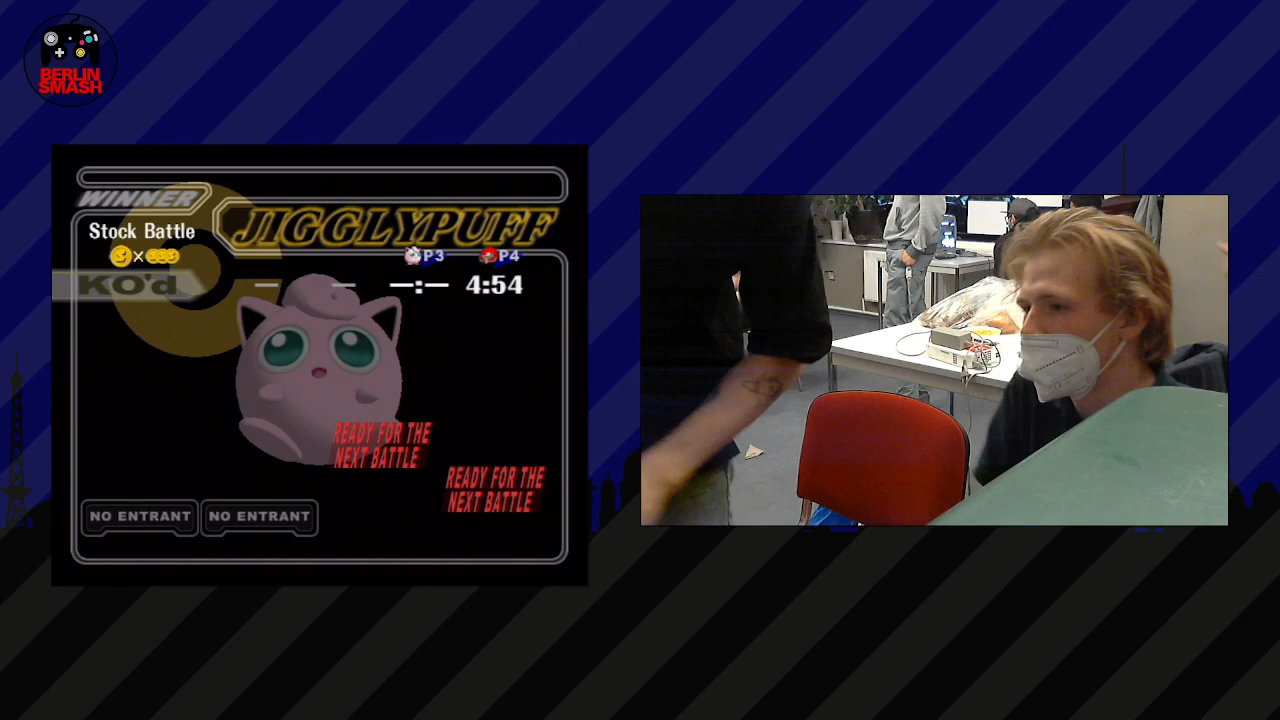 BERLIN
SMASH
WINNER
JIGGLYPUFF
Stock Battle
P3
P4
KO'd
— — —:— 4:54
READY FOR THE
NEXT BATTLE
READY FOR THE
NEXT BATTLE
NO ENTRANT
NO ENTRANT